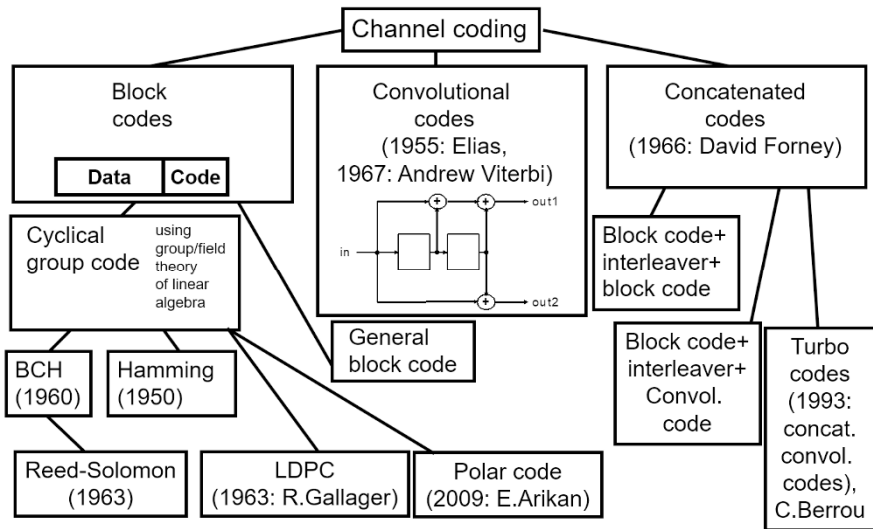 Channel coding
Block
codes
Data Code
Convolutional
codes
(1955: Elias,
1967: Andrew Viterbi)
+ + out1
in
+ out2
Concatenated
codes
(1966: David Forney)
Cyclical
group code
using
group/field
theory
of linear
algebra
General
block code
Block code+
interleaver+
block code
Block code+
interleaver+
Convol.
code
Turbo
codes
(1993:
concat.
convol.
codes),
C.Berrou
BCH
(1960)
Hamming
(1950)
Reed-Solomon
(1963)
LDPC
(1963: R.Gallager)
Polar code
(2009: E.Arikan)